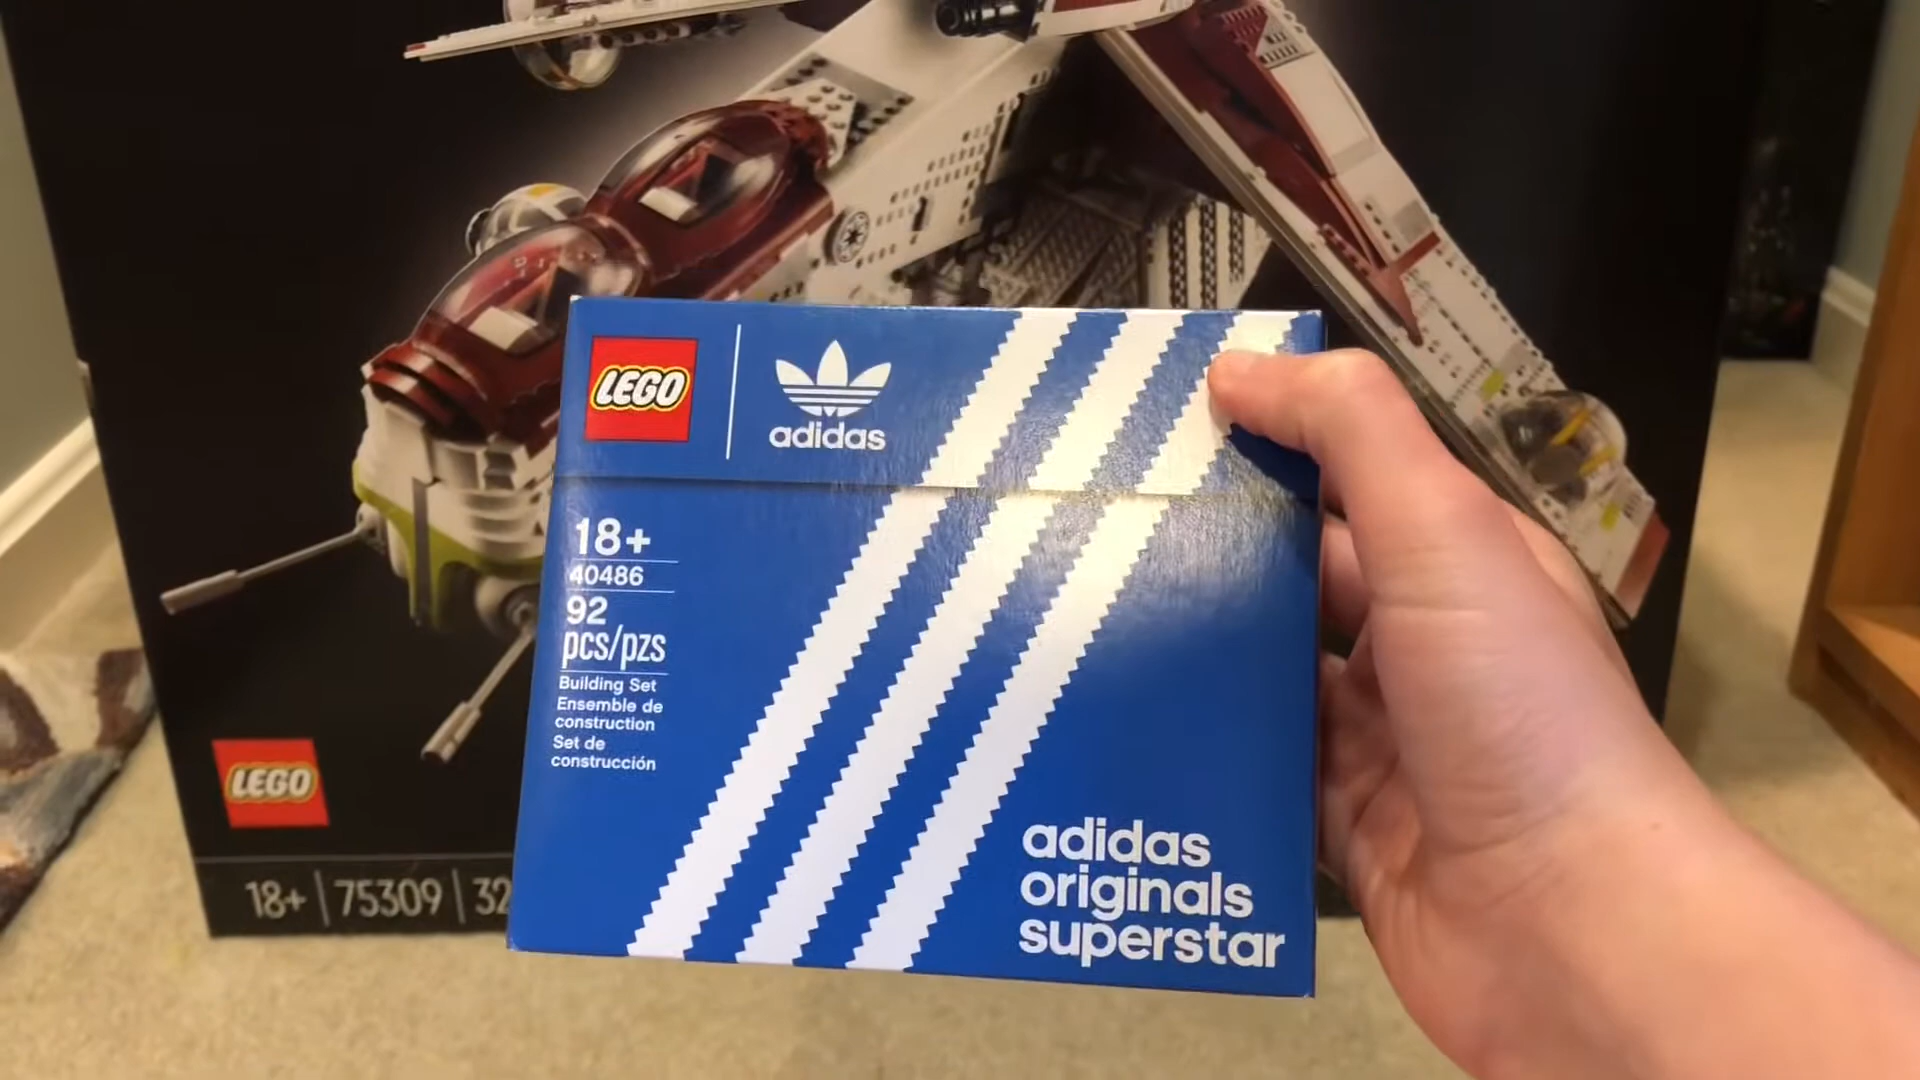 LEGO
adidas
18+
40486
92
pcs/pzs
Building Set
Ensemble de
construction
Set de
construcción
adidas
originals
superstar
LEGO
18+ 75309 32